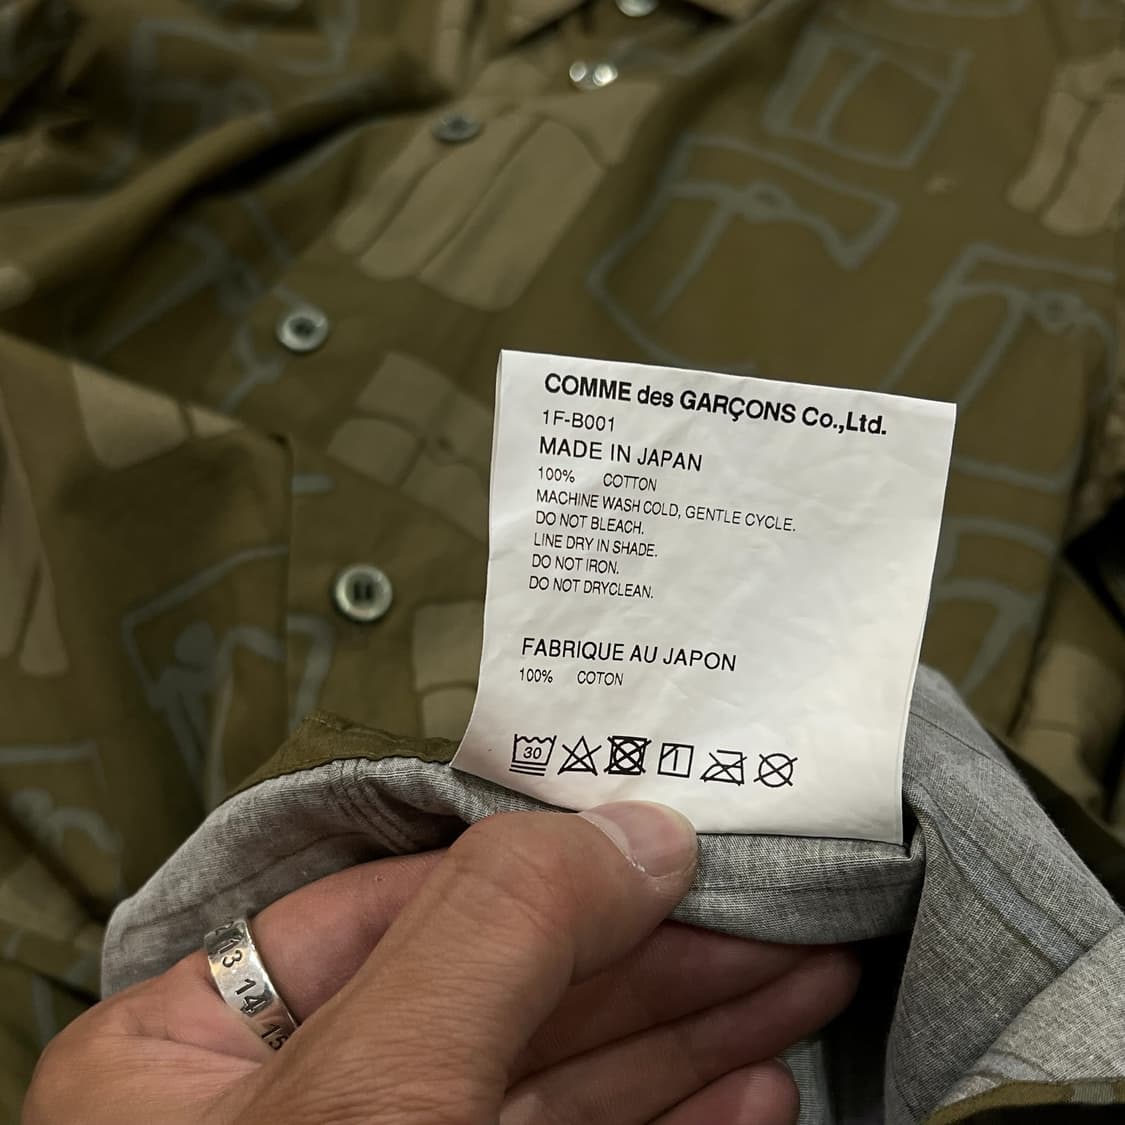 COMME des GARÇONS Co.,Ltd.
1F-B001
MADE IN JAPAN
100% COTTON
MACHINE WASH COLD, GENTLE CYCLE.
DO NOT BLEACH.
LINE DRY IN SHADE.
DO NOT IRON.
DO NOT DRYCLEAN.
FABRIQUE AU JAPON
100% COTON
30
13
14
15